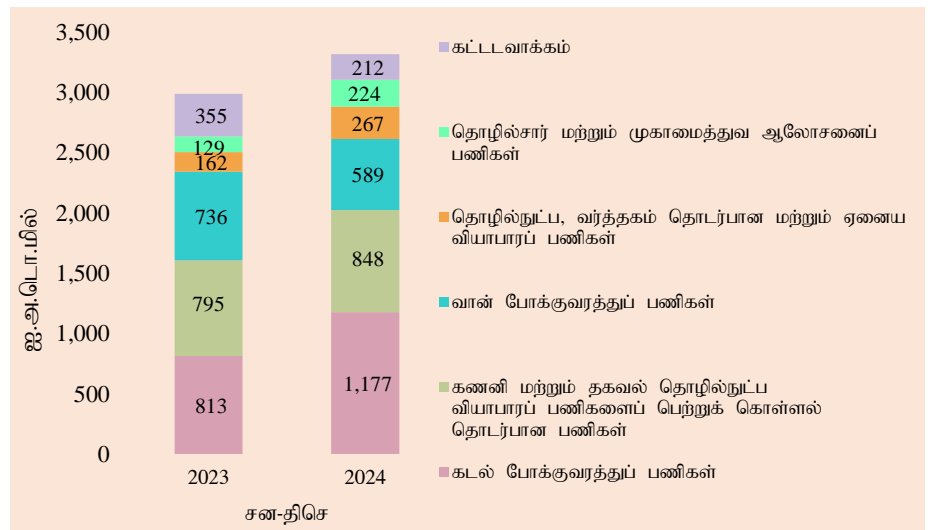 3,500
3,000
2,500
2,000
1,500
1,000
500
0
ஐ.அ.டொ.மில்
355
129
162
736
795
813
212
224
267
589
848
1,177
2023
2024
சன-திசெ
கட்டடவாக்கம்
தொழில்சார் மற்றும் முகாமைத்துவ ஆலோசனைப்
பணிகள்
தொழில்நுட்ப, வர்த்தகம் தொடர்பான மற்றும் ஏனைய
வியாபாரப் பணிகள்
வான் போக்குவரத்துப் பணிகள்
கணனி மற்றும் தகவல் தொழில்நுட்ப
வியாபாரப் பணிகளைப் பெற்றுக் கொள்ளல்
தொடர்பான பணிகள்
கடல் போக்குவரத்துப் பணிகள்